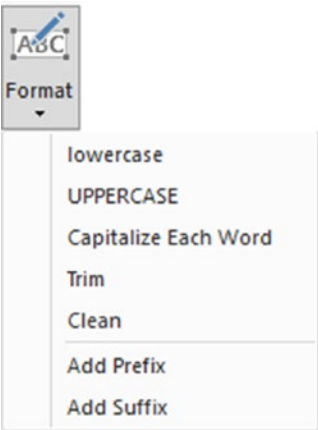 ABC
Format
lowercase
UPPERCASE
Capitalize Each Word
Trim
Clean
Add Prefix
Add Suffix